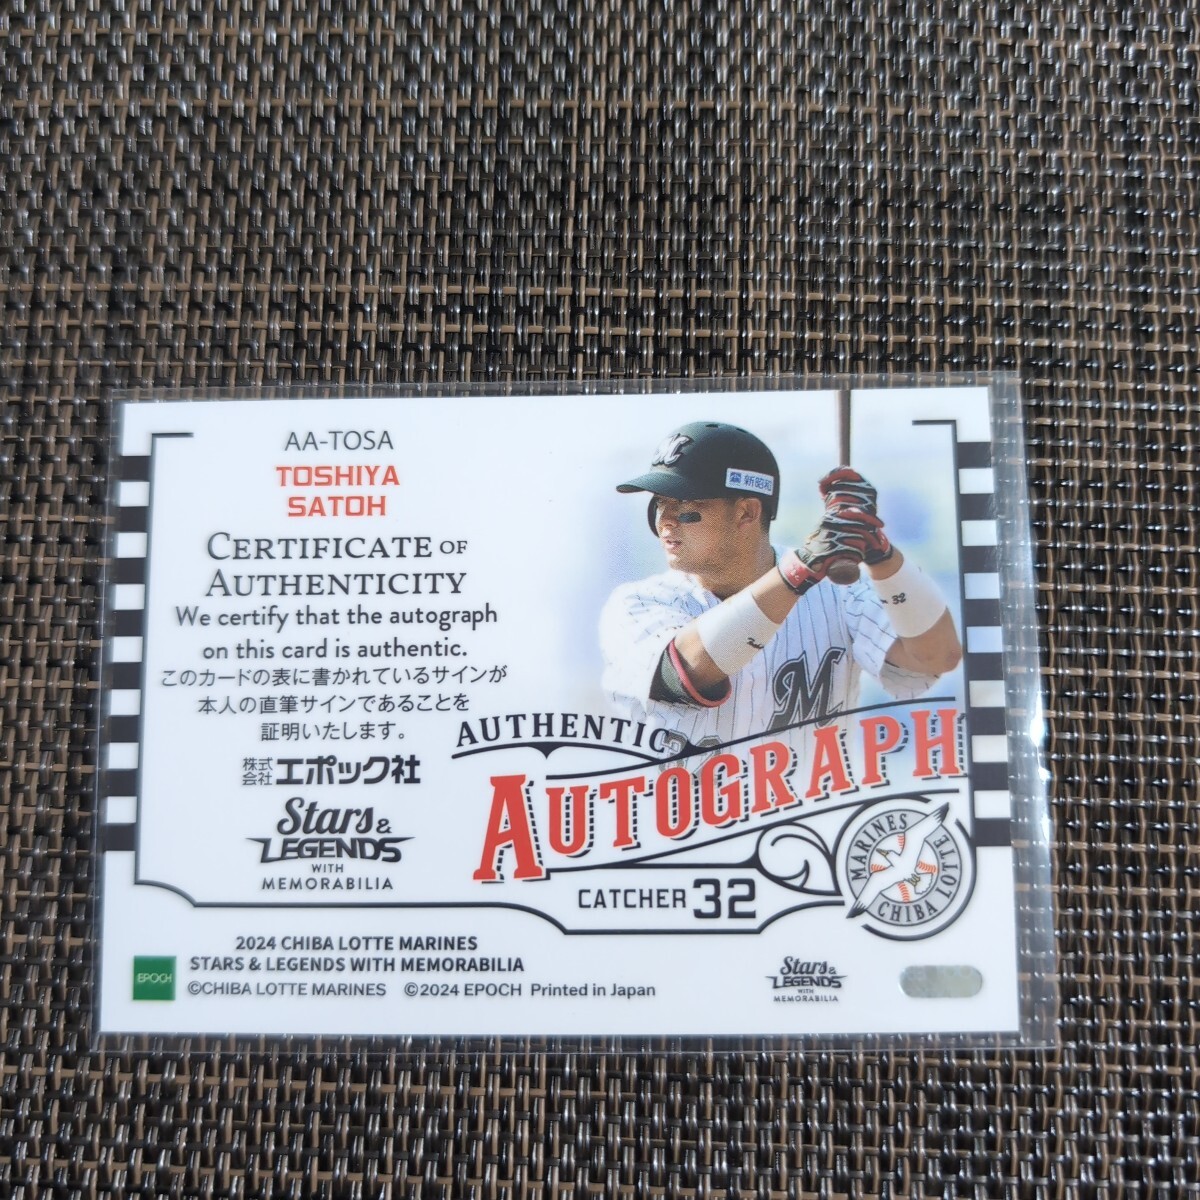 AA-TOSA
TOSHIYA
SATOH
CERTIFICATE OF
AUTHENTICITY
We certify that the autograph
on this card is authentic.
このカードの表に書かれているサインが
本人の直筆サインであることを
証明いたします。
株式会社エポック社
Stars &
LEGENDS
WITH
MEMORABILIA
M
新昭和
32
M
AUTHENTIC
AUTOGRAPH
CATCHER 32
MARINES
CHIBA LOTTE
2024 CHIBA LOTTE MARINES
STARS & LEGENDS WITH MEMORABILIA
EPOCH
©CHIBA LOTTE MARINES ©2024 EPOCH Printed in Japan
Stars &
LEGENDS
WITH
MEMORABILIA